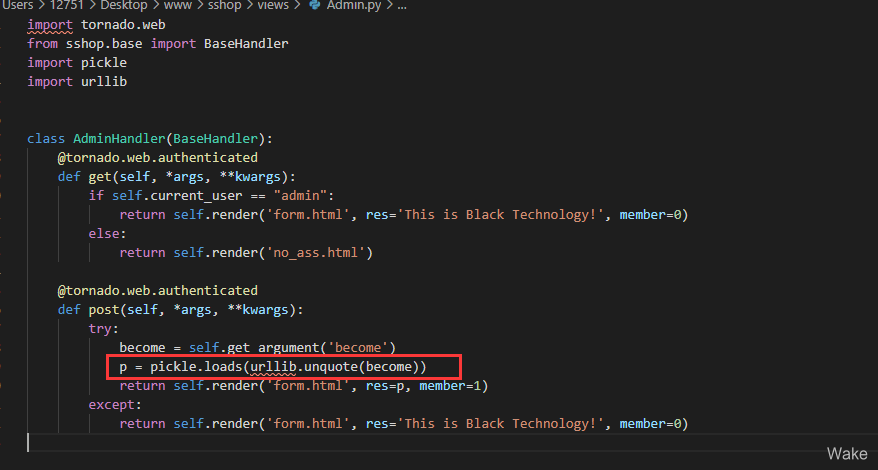 Users > 12751 > Desktop > www > sshop > views > Admin.py > ...
import tornado.web
from sshop.base import BaseHandler
import pickle
import urllib
class AdminHandler(BaseHandler):
@tornado.web.authenticated
def get(self, *args, **kwargs):
if self.current_user == "admin":
return self.render('form.html', res='This is Black Technology!', member=0)
else:
return self.render('no_ass.html')
@tornado.web.authenticated
def post(self, *args, **kwargs):
try:
become = self.get_argument('become')
p = pickle.loads(urllib.unquote(become))
return self.render('form.html', res=p, member=1)
except:
return self.render('form.html', res='This is Black Technology!', member=0)
Wake